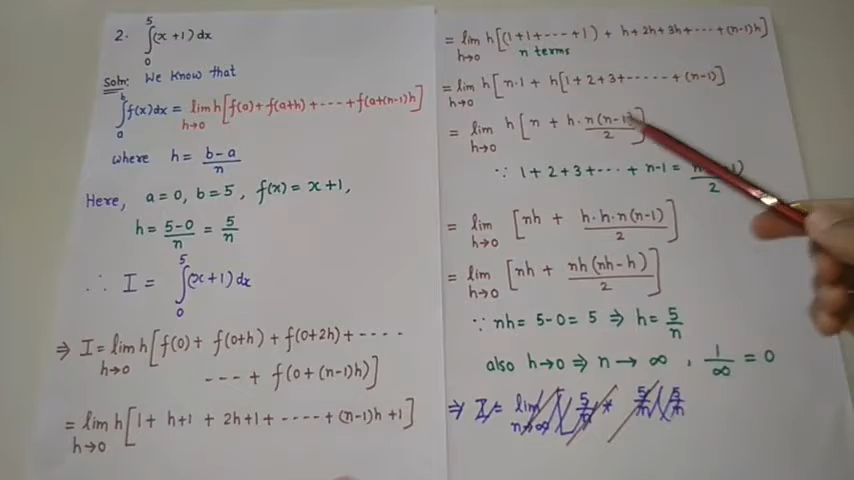 2. ∫₀⁵ (x+1) dx
Soln: We know that
∫ₐᵇ f(x)dx = lim h→0 h[f(a) + f(a+h) + ---- + f(a+(n-1)h]
where h = (b-a)/n
Here, a=0, b=5, f(x) = x+1,
h = (5-0)/n = 5/n
∴ I = ∫₀⁵ (x+1) dx
⇒ I = lim h→0 h[f(0) + f(0+h) + f(0+2h) + ----
--- + f(0+(n-1)h)]
= lim h→0 h[1 + h+1 + 2h+1 + ---- + (n-1)h +1]
= lim h→0 h[(1+1+----+1) + h+2h+3h+----+(n-1)h]
n terms
= lim h→0 h[n·1 + h[1+2+3+-----+(n-1)]
= lim h→0 h[n + h· n(n-1)/2]
∵ 1+2+3+--- + n-1 = /2
= lim h→0 [nh + h·h·n(n-1)/2]
= lim h→0 [nh + nh(nh-h)/2]
∵ nh = 5-0 = 5 ⇒ h = 5/n
also h→0 ⇒ n→∞, 1/∞ = 0
⇒ I = lim n→∞